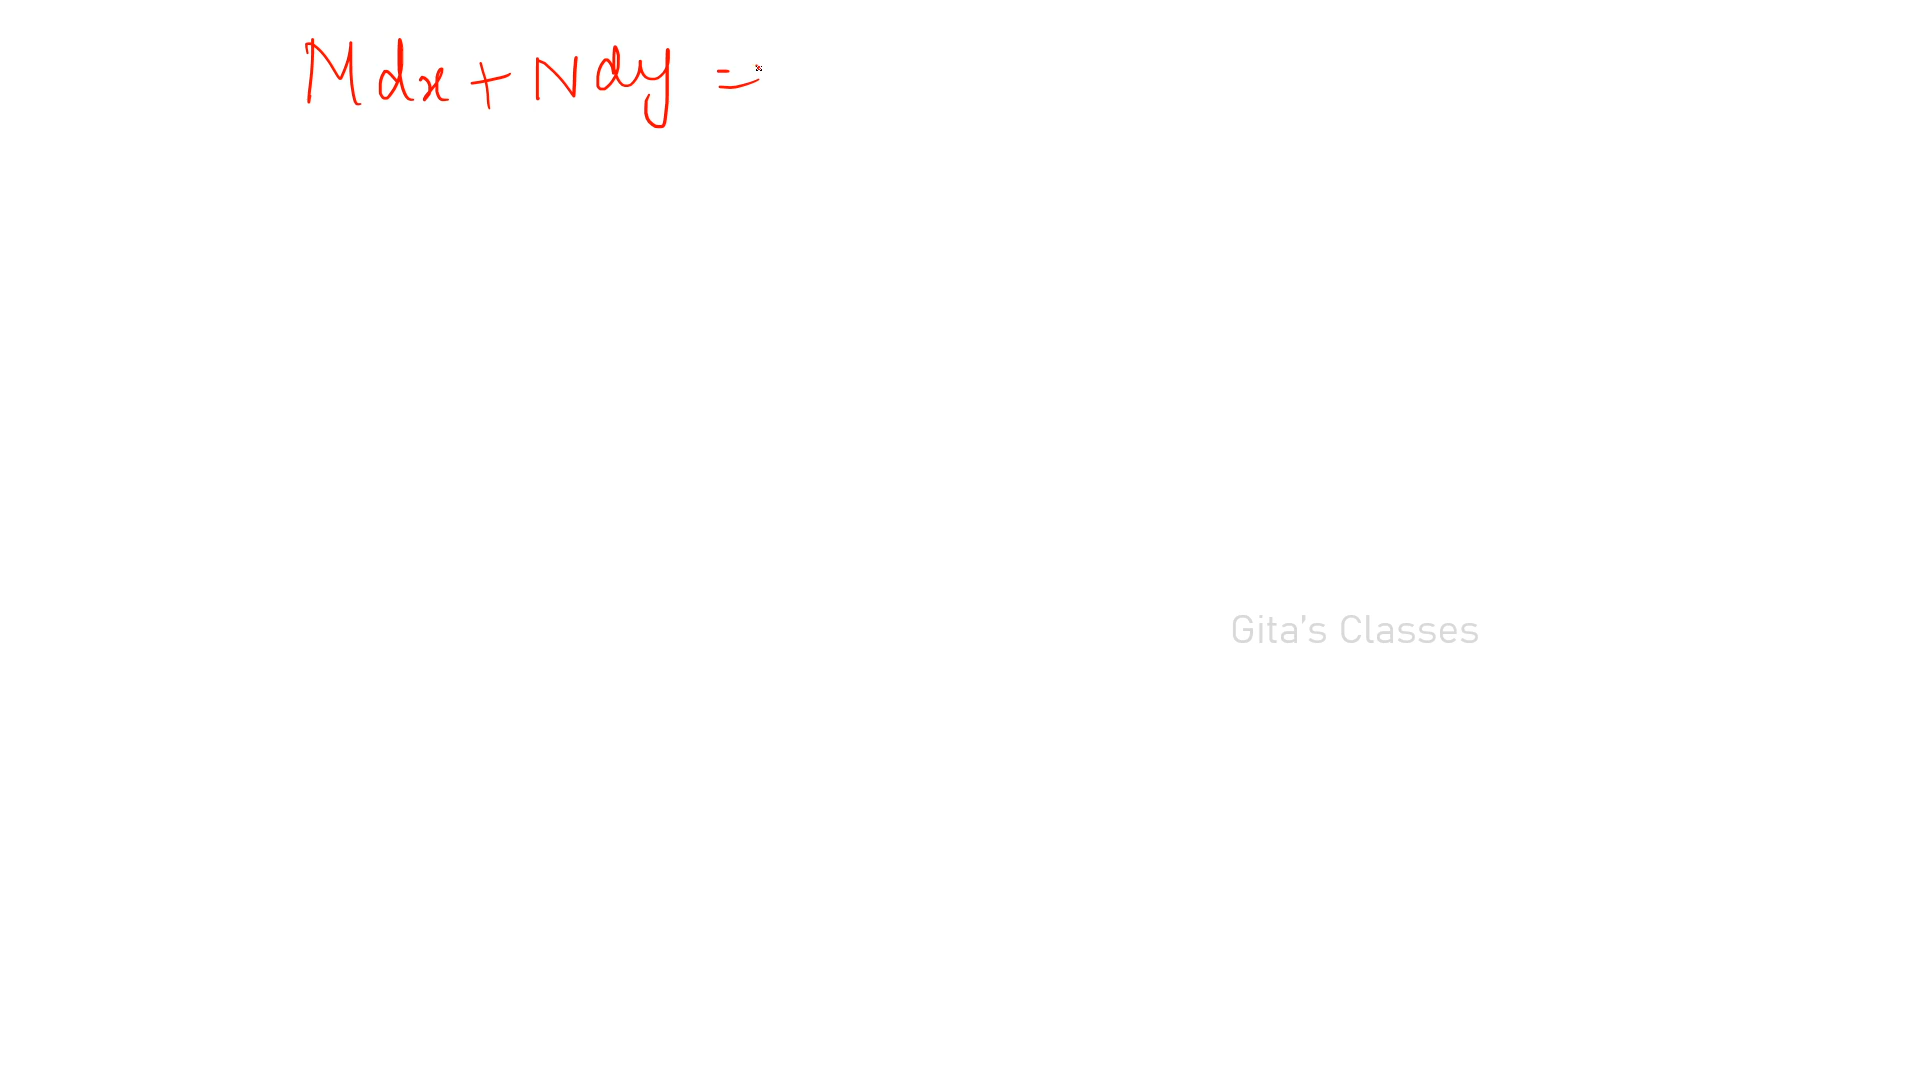 Mdx + Ndy =
Gita's Classes